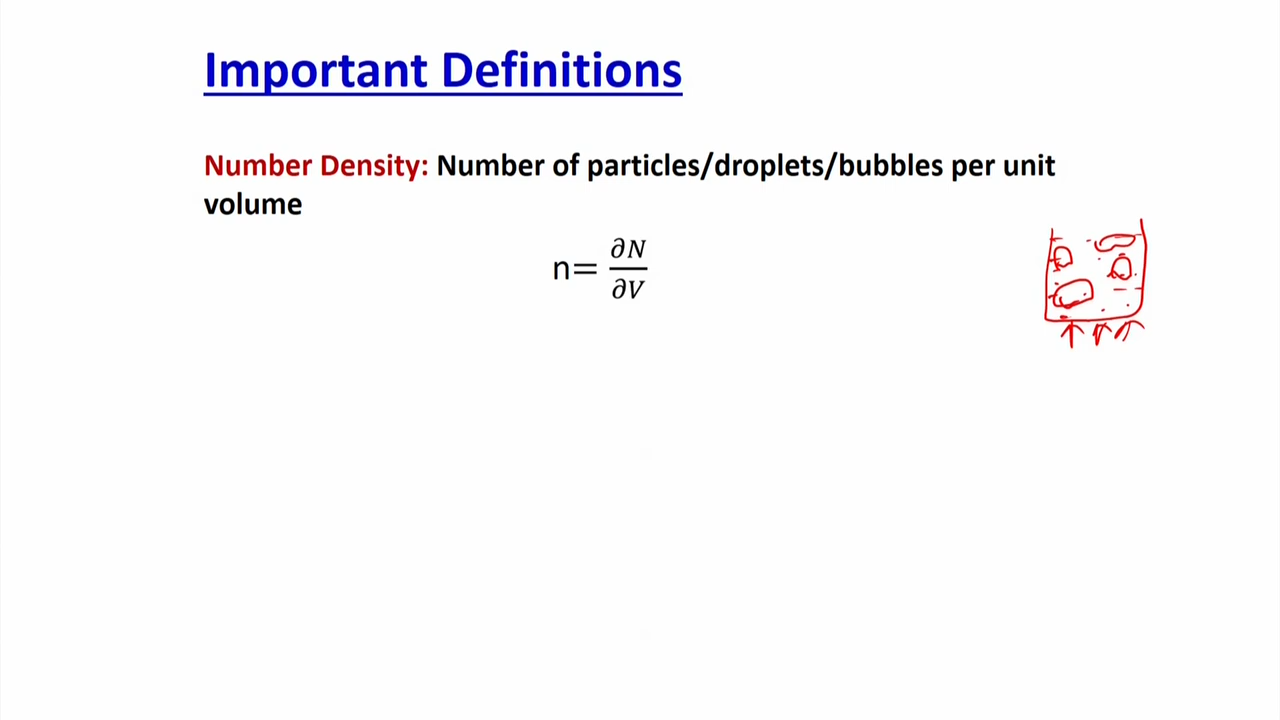 Important Definitions
Number Density: Number of particles/droplets/bubbles per unit
volume
n= ∂N/∂V